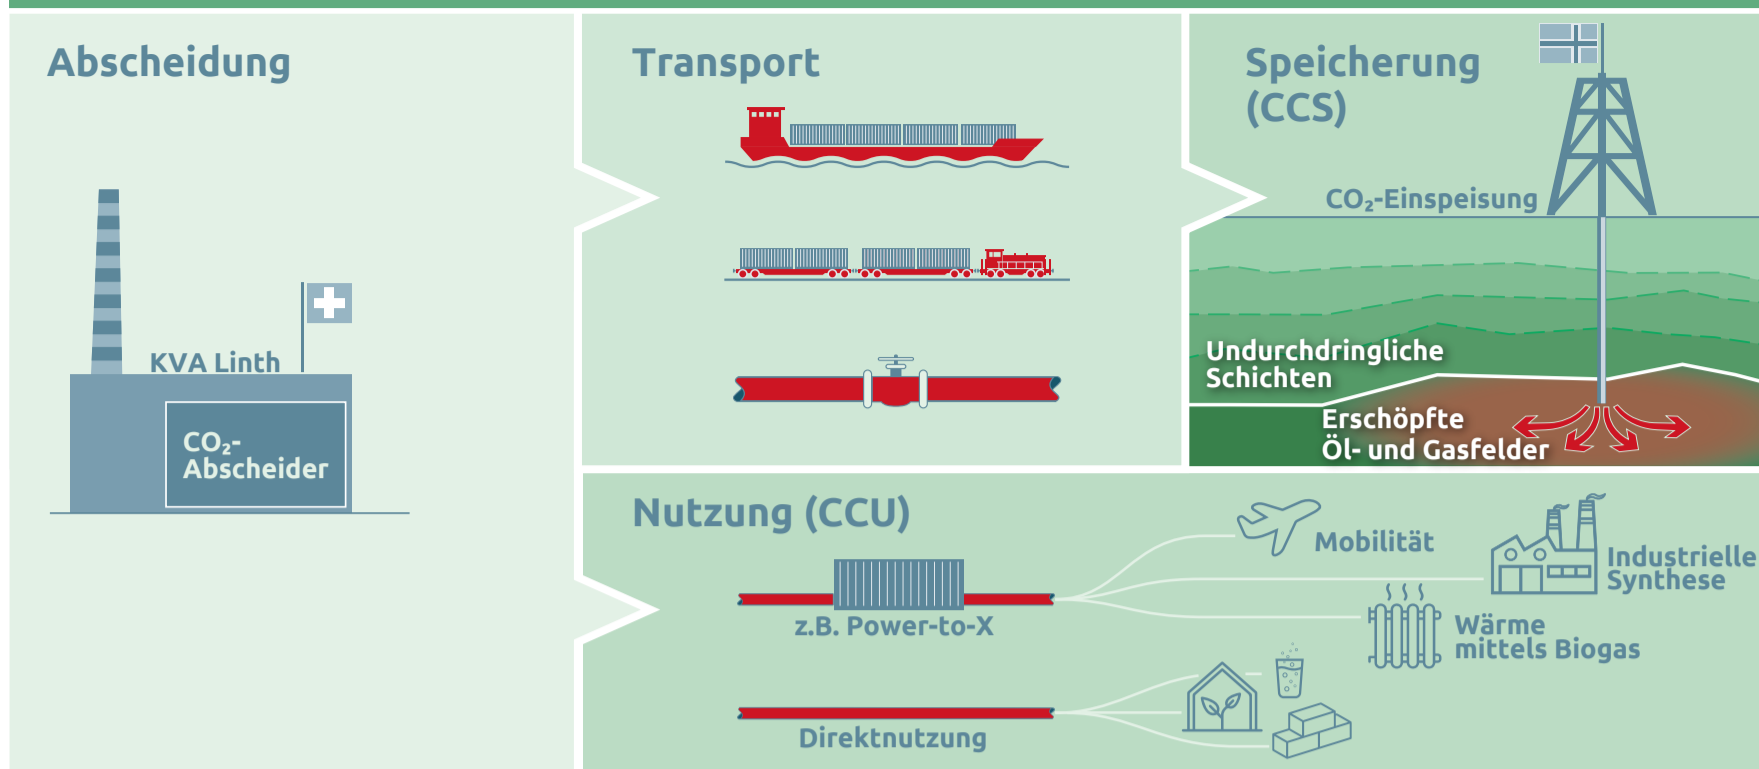 Abscheidung
KVA Linth
CO₂-
Abscheider
Transport
Speicherung
(CCS)
CO₂-Einspeisung
Undurchdringliche
Schichten
Erschöpfte
Öl- und Gasfelder
Nutzung (CCU)
z.B. Power-to-X
Mobilität
Industrielle
Synthese
Wärme
mittels Biogas
Direktnutzung